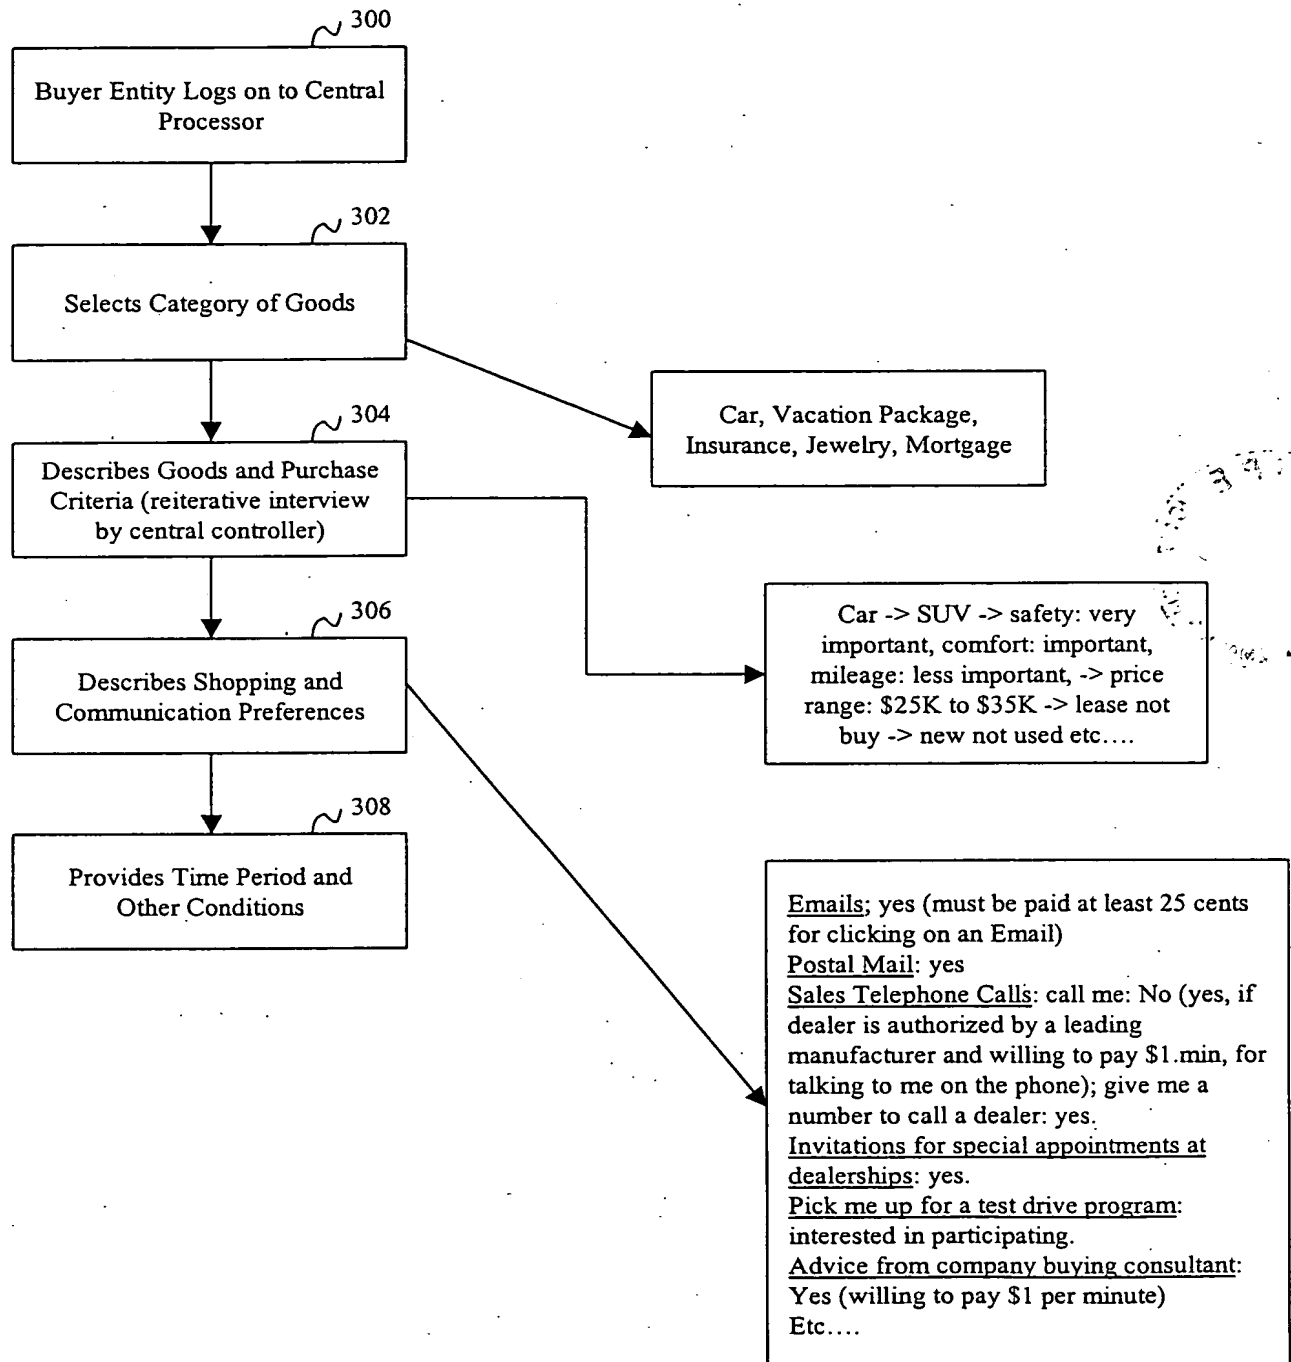 300
Buyer Entity Logs on to Central
Processor
302
Selects Category of Goods
304
Describes Goods and Purchase
Criteria (reiterative interview
by central controller)
306
Describes Shopping and
Communication Preferences
308
Provides Time Period and
Other Conditions
Car, Vacation Package,
Insurance, Jewelry, Mortgage
Car -> SUV -> safety: very
important, comfort: important,
mileage: less important, -> price
range: $25K to $35K -> lease not
buy -> new not used etc....
Emails; yes (must be paid at least 25 cents
for clicking on an Email)
Postal Mail: yes
Sales Telephone Calls: call me: No (yes, if
dealer is authorized by a leading
manufacturer and willing to pay $1.min, for
talking to me on the phone); give me a
number to call a dealer: yes.
Invitations for special appointments at
dealerships: yes.
Pick me up for a test drive program:
interested in participating.
Advice from company buying consultant:
Yes (willing to pay $1 per minute)
Etc....